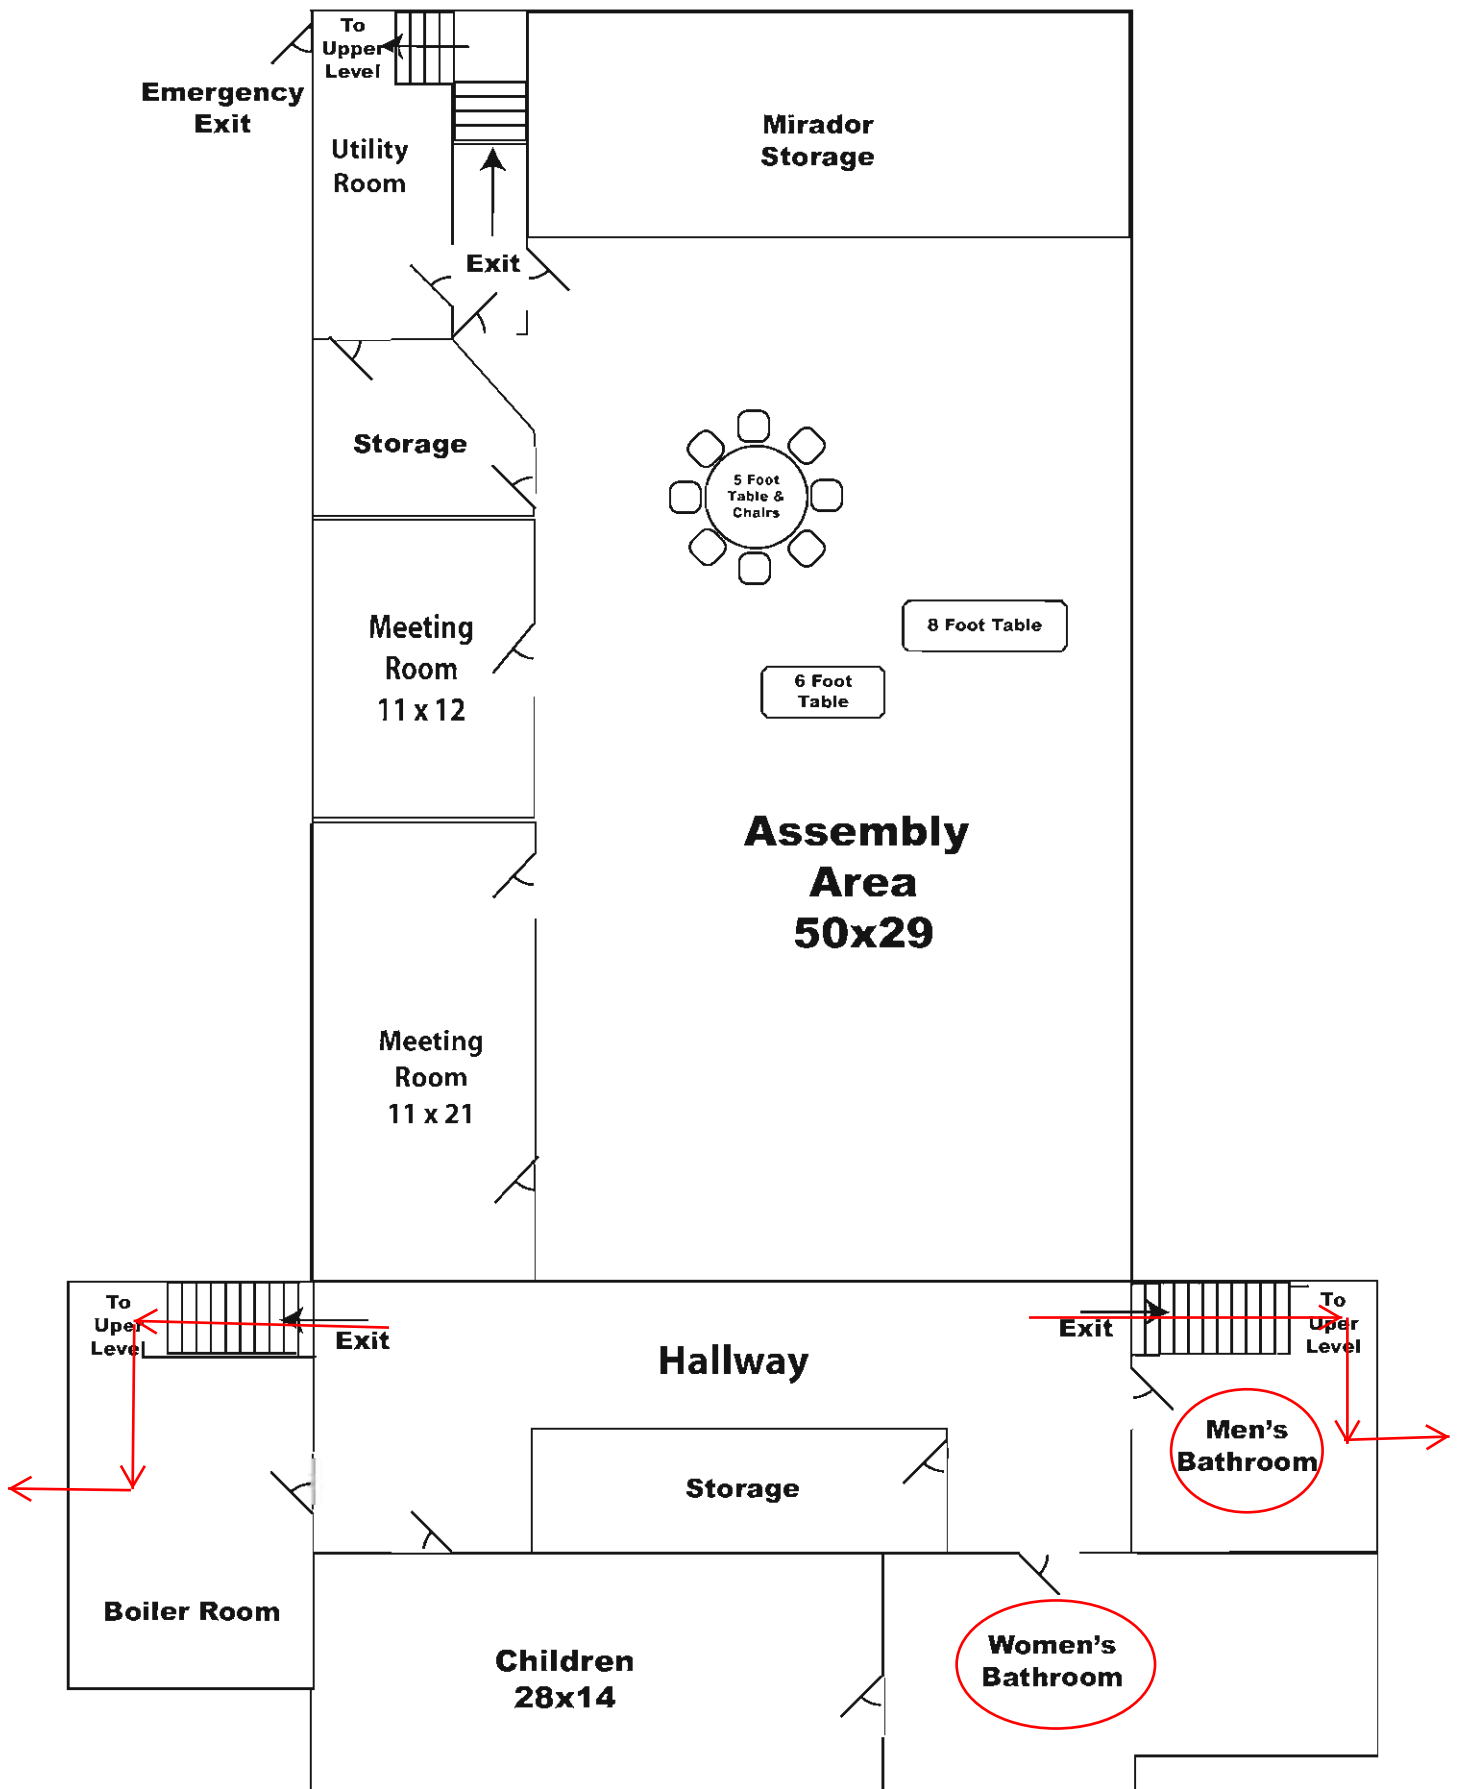 To
Upper
Level
Emergency
Exit
Utility
Room
Mirador
Storage
Exit
Storage
5 Foot
Table &
Chairs
Meeting
Room
11 x 12
8 Foot Table
6 Foot
Table
Assembly
Area
50x29
Meeting
Room
11 x 21
To
Uper
Level
Exit
Hallway
Exit
To
Uper
Level
Men's
Bathroom
Storage
Boiler Room
Children
28x14
Women's
Bathroom